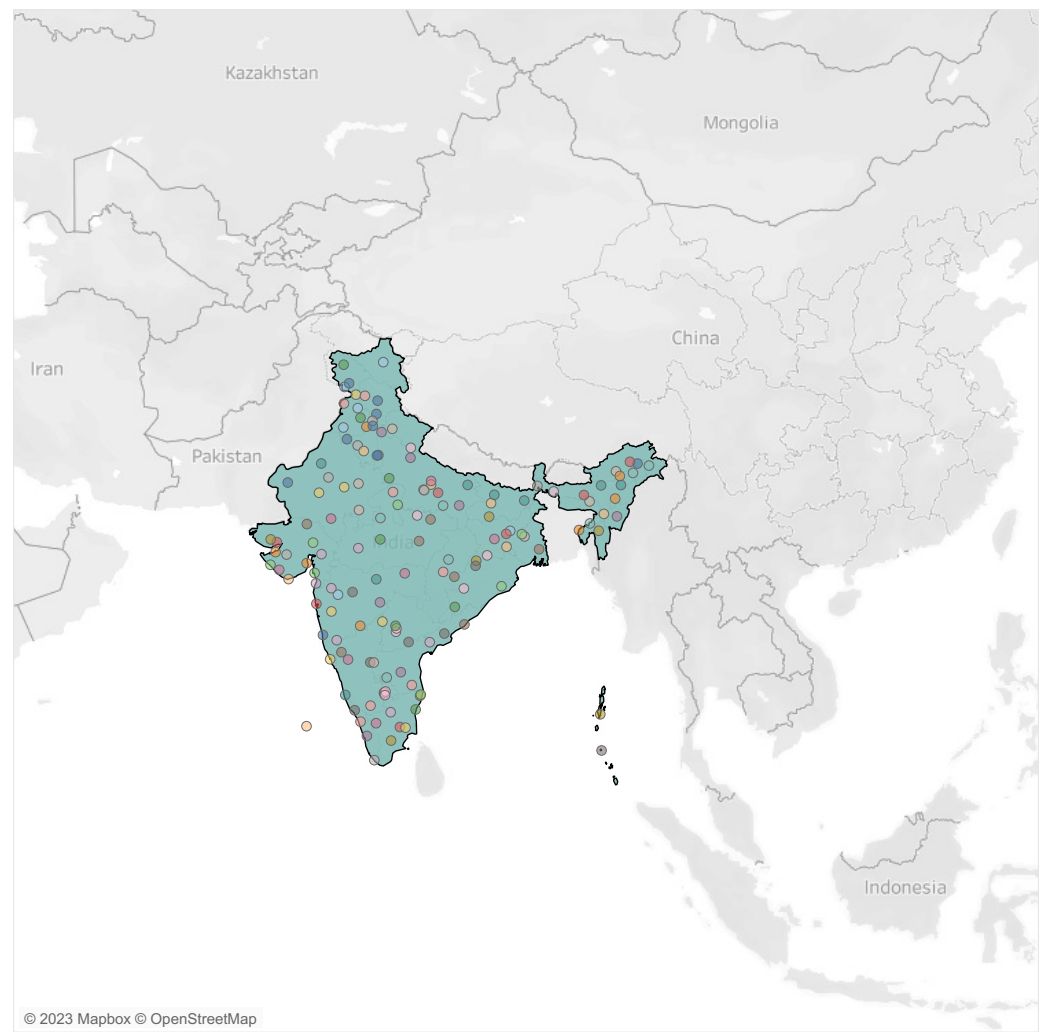 Kazakhstan
Mongolia
China
Iran
Pakistan
India
Indonesia
© 2023 Mapbox © OpenStreetMap